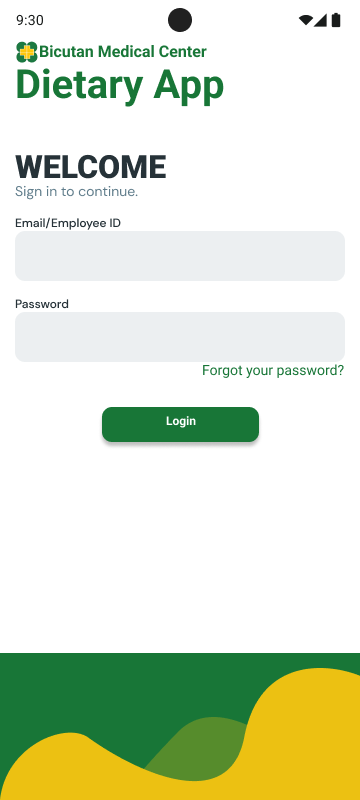 9:30
Bicutan Medical Center
Dietary App
WELCOME
Sign in to continue.
Email/Employee ID
Password
Forgot your password?
Login